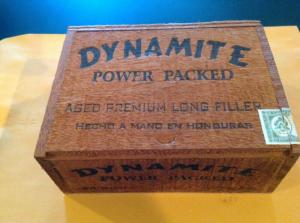 DYNAMITE
POWER PACKED
AGED PREMIUM LONG FILLER
HECHO A MANO EN HONDURAS
DYNAMITE
POWER PACKED